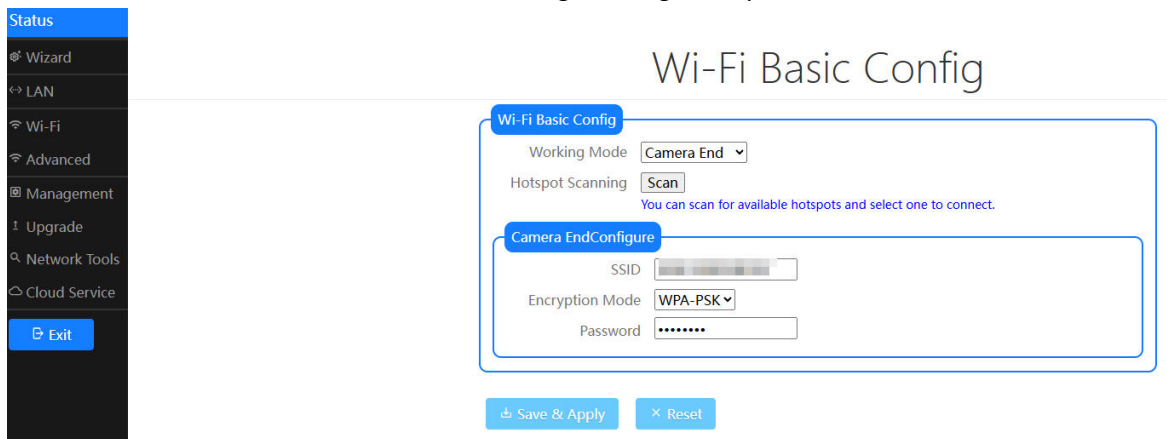 Status
Wizard
LAN
Wi-Fi
Advanced
Management
Upgrade
Network Tools
Cloud Service
Exit
Wi-Fi Basic Config
Wi-Fi Basic Config
Working Mode Camera End
Hotspot Scanning Scan
You can scan for available hotspots and select one to connect.
Camera EndConfigure
SSID
Encryption Mode WPA-PSK
Password ••••••••
Save & Apply
Reset